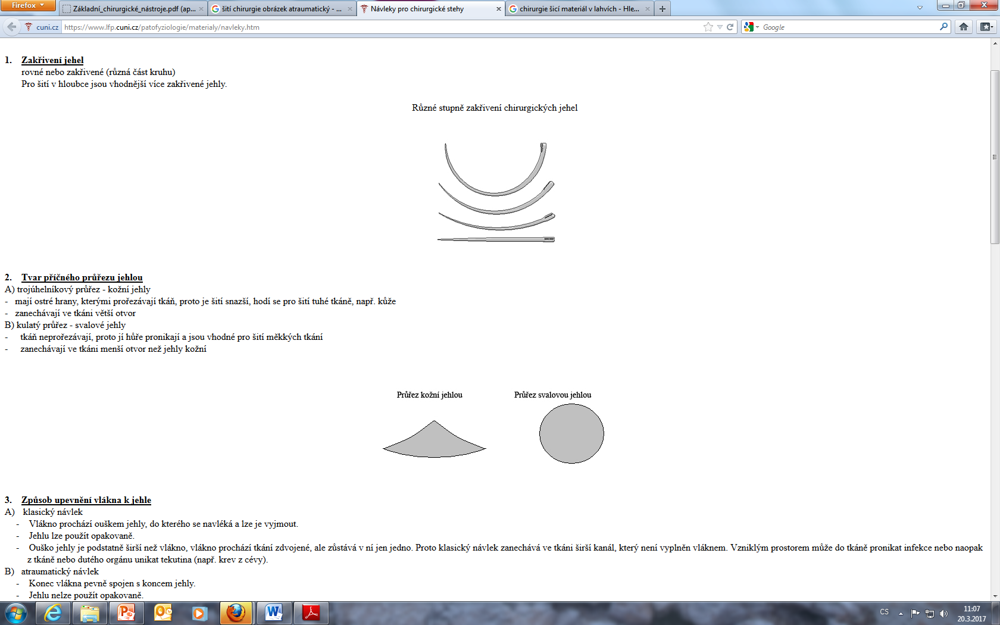 Firefox
Základní_chirurgické_nástroje.pdf (ap...
šití chirurgie obrázek atraumatický - ...
Návleky pro chirurgické stehy
chirurgie šicí materiál v lahvích - Hle...
cuni.cz
https://www.lfp.cuni.cz/patofyziologie/materialy/navleky.htm
Google
1. Zakřivení jehel
rovné nebo zakřivené (různá část kruhu)
Pro šití v hloubce jsou vhodnější více zakřivené jehly.
Různé stupně zakřivení chirurgických jehel
2. Tvar příčného průřezu jehlou
A) trojúhelníkový průřez - kožní jehly
- mají ostré hrany, kterými prořezávají tkáň, proto je šití snazší, hodí se pro šití tuhé tkáně, např. kůže
- zanechávají ve tkáni větší otvor
B) kulatý průřez - svalové jehly
- tkáň neprořezávají, proto jí hůře pronikají a jsou vhodné pro šití měkkých tkání
- zanechávají ve tkáni menší otvor než jehly kožní
Průřez kožní jehlou
Průřez svalovou jehlou
3. Způsob upevnění vlákna k jehle
A) klasický návlek
- Vlákno prochází ouškem jehly, do kterého se navléká a lze je vyjmout.
- Jehlu lze použít opakovaně.
- Ouško jehly je podstatně širší než vlákno, vlákno prochází tkání zdvojené, ale zůstává v ní jen jedno. Proto klasický návlek zanechává ve tkáni širší kanál, který není vyplněn vláknem. Vzniklým prostorem může do tkáně pronikat infekce nebo naopak
z tkáně nebo dutého orgánu unikat tekutina (např. krev z cévy).
B) atraumatický návlek
- Konec vlákna pevně spojen s koncem jehly.
- Jehlu nelze použít opakovaně.
CS
11:07
20.3.2017